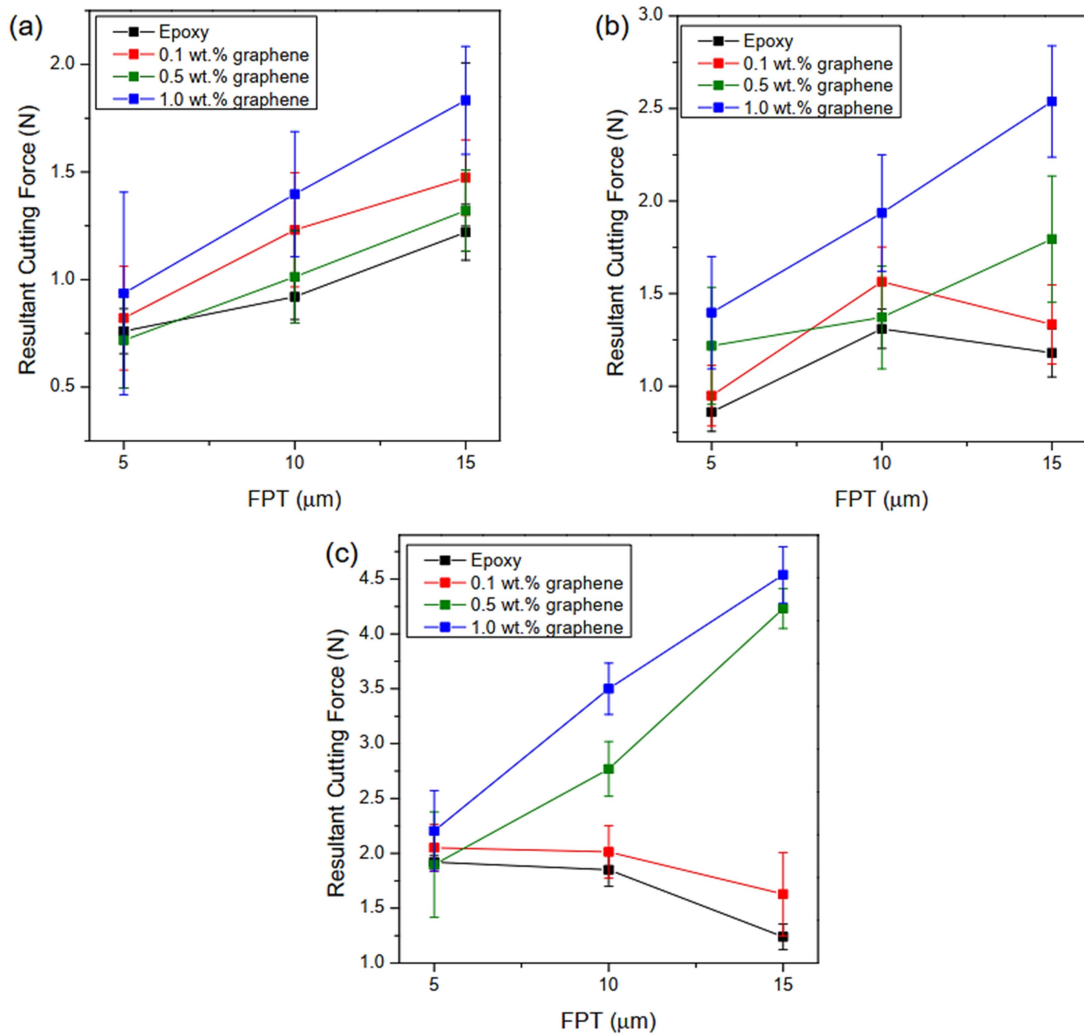 (a)
Epoxy
0.1 wt.% graphene
0.5 wt.% graphene
1.0 wt.% graphene
Resultant Cutting Force (N)
2.0
1.5
1.0
0.5
5 10 15
FPT (μm)
(b)
Epoxy
0.1 wt.% graphene
0.5 wt.% graphene
1.0 wt.% graphene
Resultant Cutting Force (N)
3.0
2.5
2.0
1.5
1.0
5 10 15
FPT (μm)
(c)
Epoxy
0.1 wt.% graphene
0.5 wt.% graphene
1.0 wt.% graphene
Resultant Cutting Force (N)
4.5
4.0
3.5
3.0
2.5
2.0
1.5
1.0
5 10 15
FPT (μm)